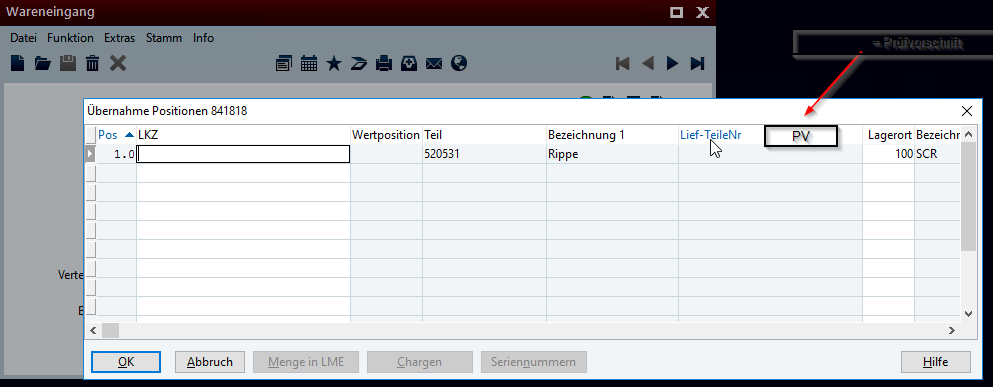 Wareneingang
Datei Funktion Extras Stamm Info
= Prüfvorschrift
Übernahme Positionen 841818
Pos LKZ Wertposition Teil Bezeichnung 1 Lief-TeileNr PV Lagerort Bezeichn
1.0 520531 Rippe 100 SCR
Verte
E
OK Abbruch Menge in LME Chargen Seriennummern Hilfe